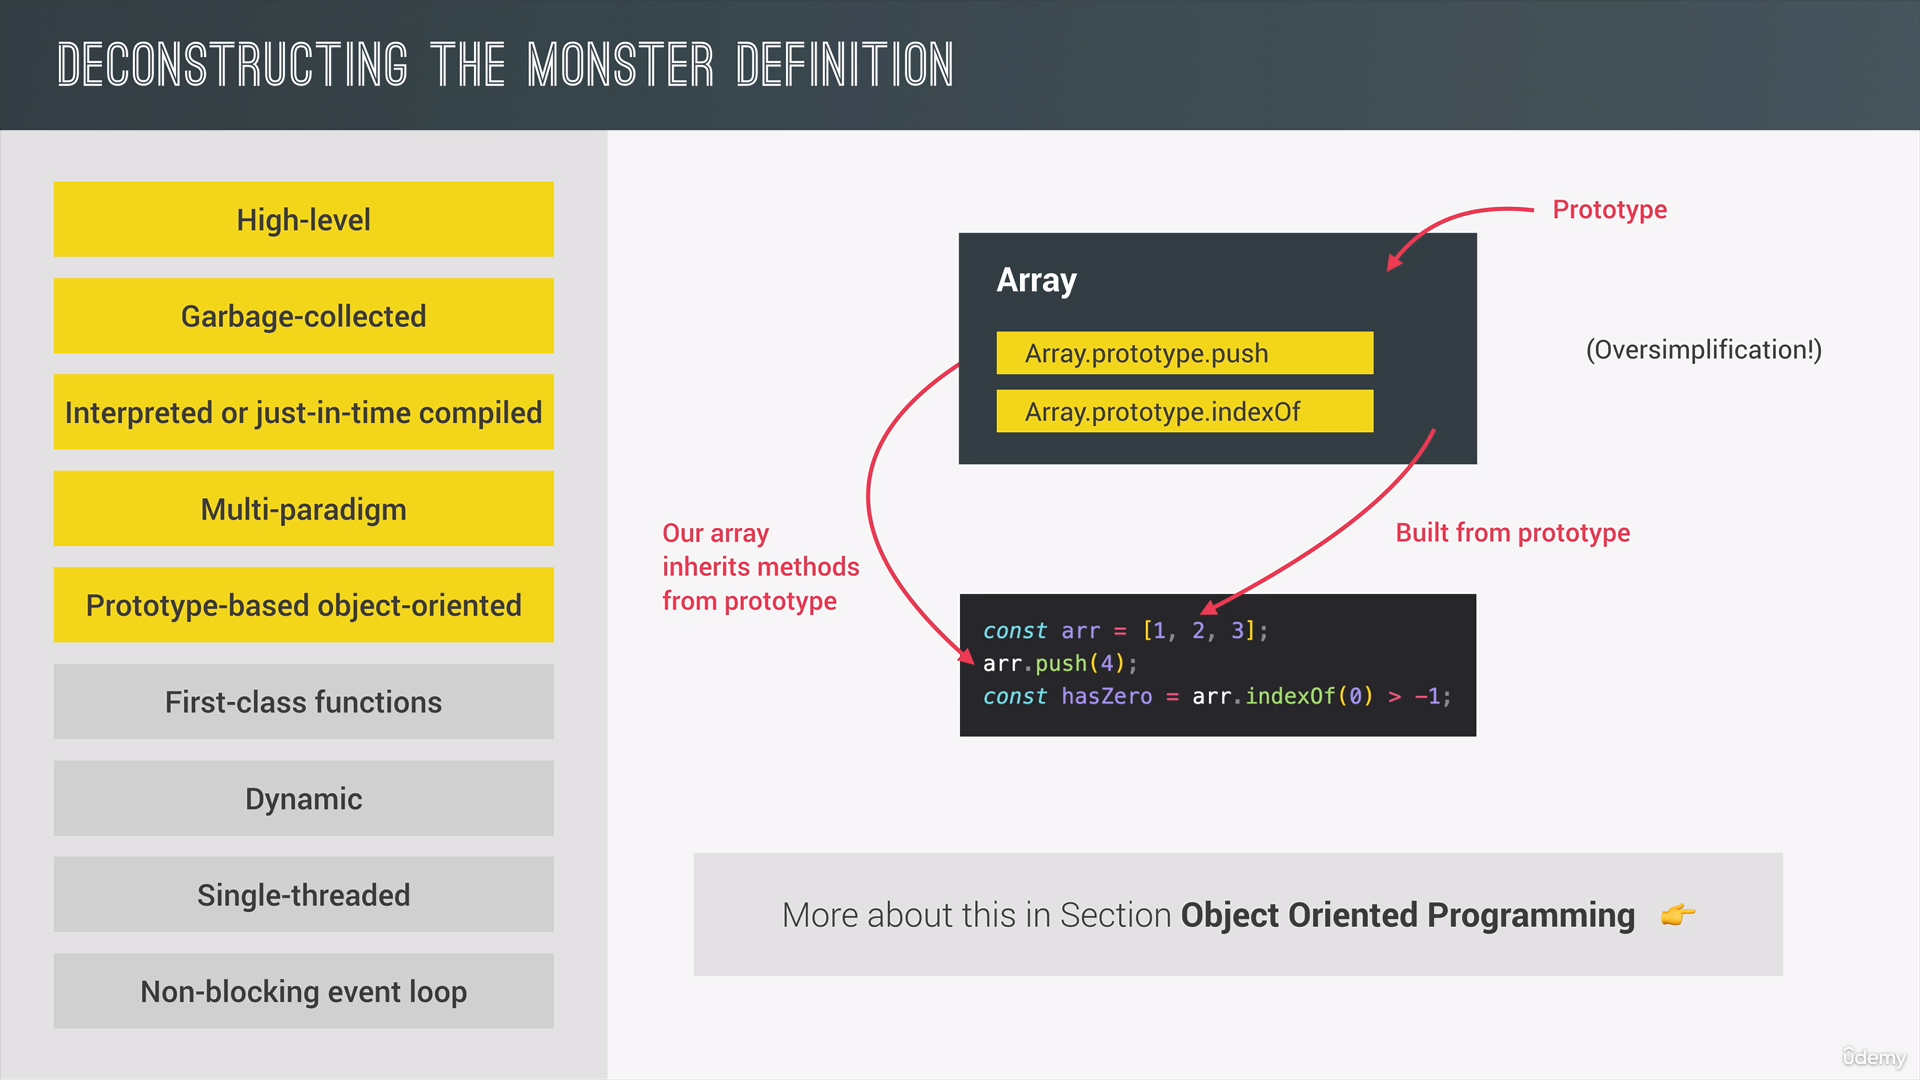 DECONSTRUCTING THE MONSTER DEFINITION
High-level
Garbage-collected
Interpreted or just-in-time compiled
Multi-paradigm
Prototype-based object-oriented
First-class functions
Dynamic
Single-threaded
Non-blocking event loop
Prototype
Array
Array.prototype.push
Array.prototype.indexOf
(Oversimplification!)
Our array
inherits methods
from prototype
Built from prototype
const arr = [1, 2, 3];
arr.push(4);
const hasZero = arr.indexOf(0) > -1;
More about this in Section Object Oriented Programming 👉
ûdemy